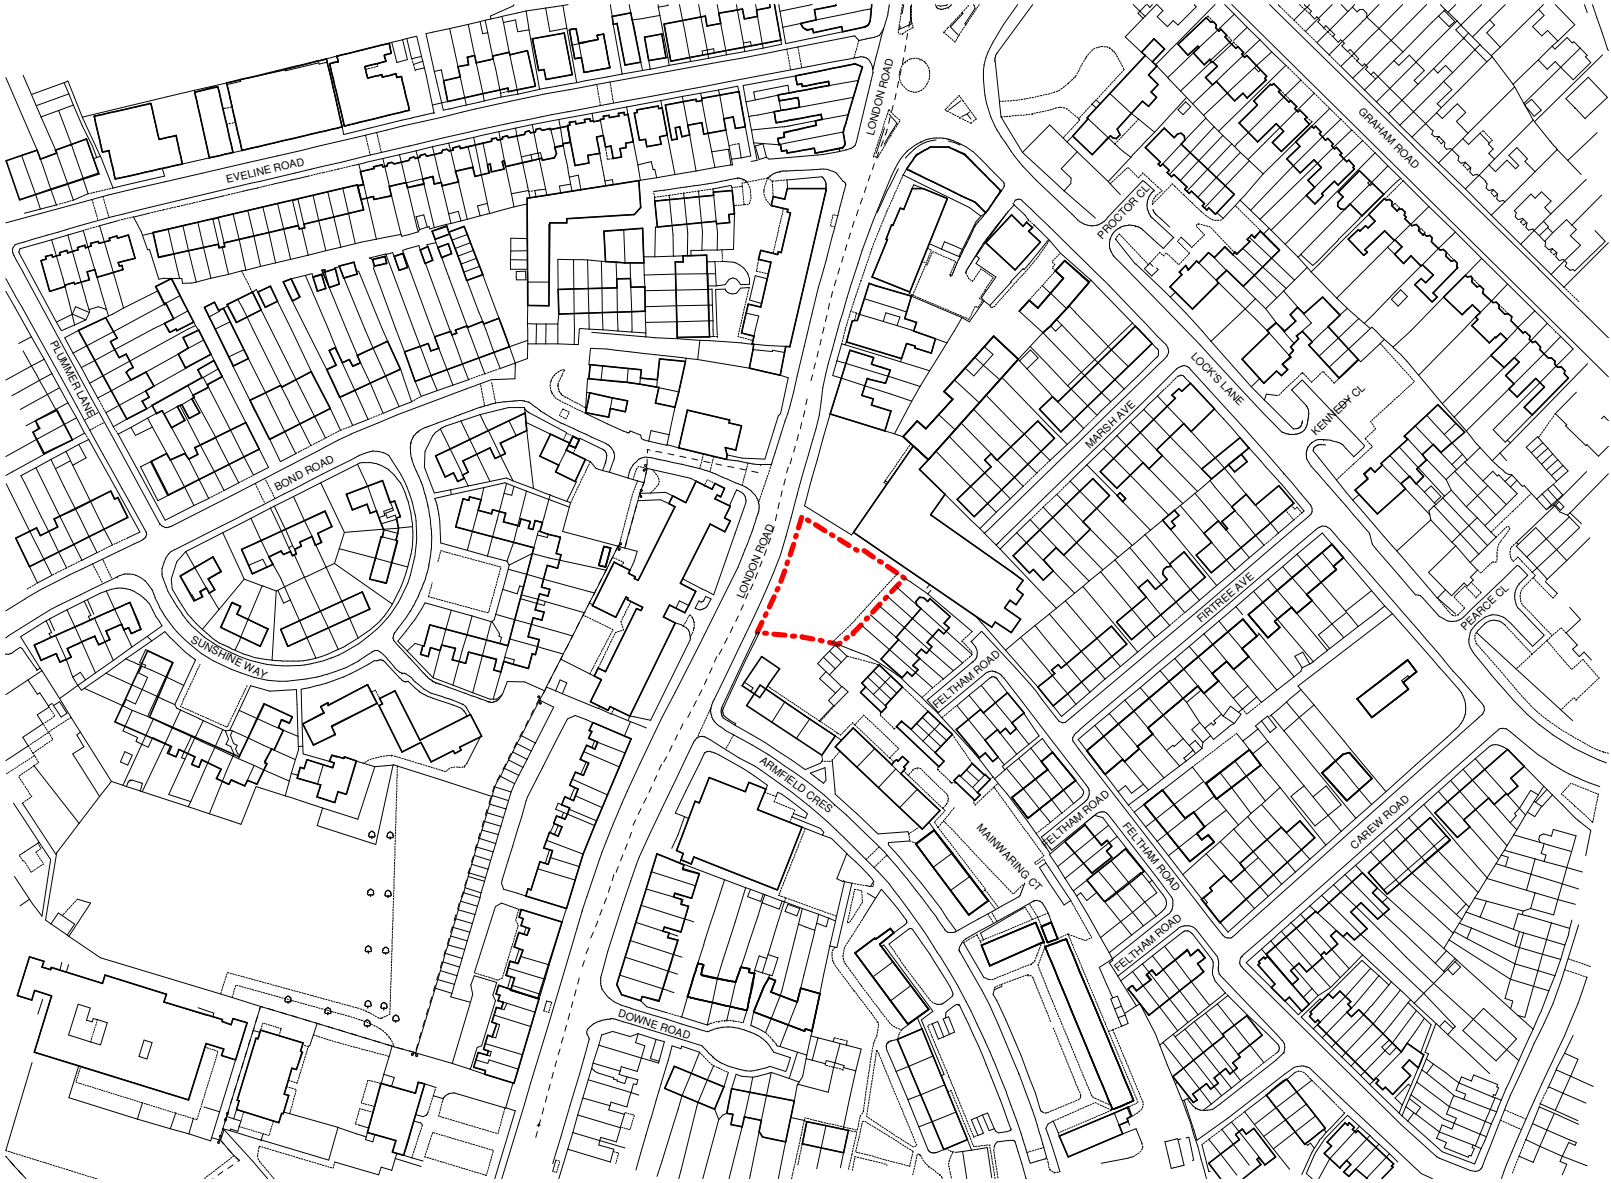 LONDON ROAD
GRAHAM ROAD
EVELINE ROAD
PROCTOR CL
PLUMMER LANE
LOCK'S LANE
KENNEDY CL
MARSH AVE
BOND ROAD
LONDON ROAD
FIRTREE AVE
PEARCE CL
SUNSHINE WAY
FELTHAM ROAD
ARMFIELD CRES
FELTHAM ROAD
FELTHAM ROAD
CAREW ROAD
MAINWARING CT
FELTHAM ROAD
DOWNE ROAD